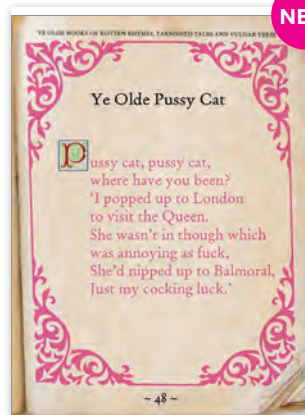 NE
YE OLDE BOOKS OF ROTTEN RHYMES, TARNISHED TALES AND VULGAR VERSE
Ye Olde Pussy Cat
Pussy cat, pussy cat,
where have you been?
'I popped up to London
to visit the Queen.
She wasn't in though which
was annoying as fuck,
She'd nipped up to Balmoral,
Just my cocking luck.'
~ 48 ~